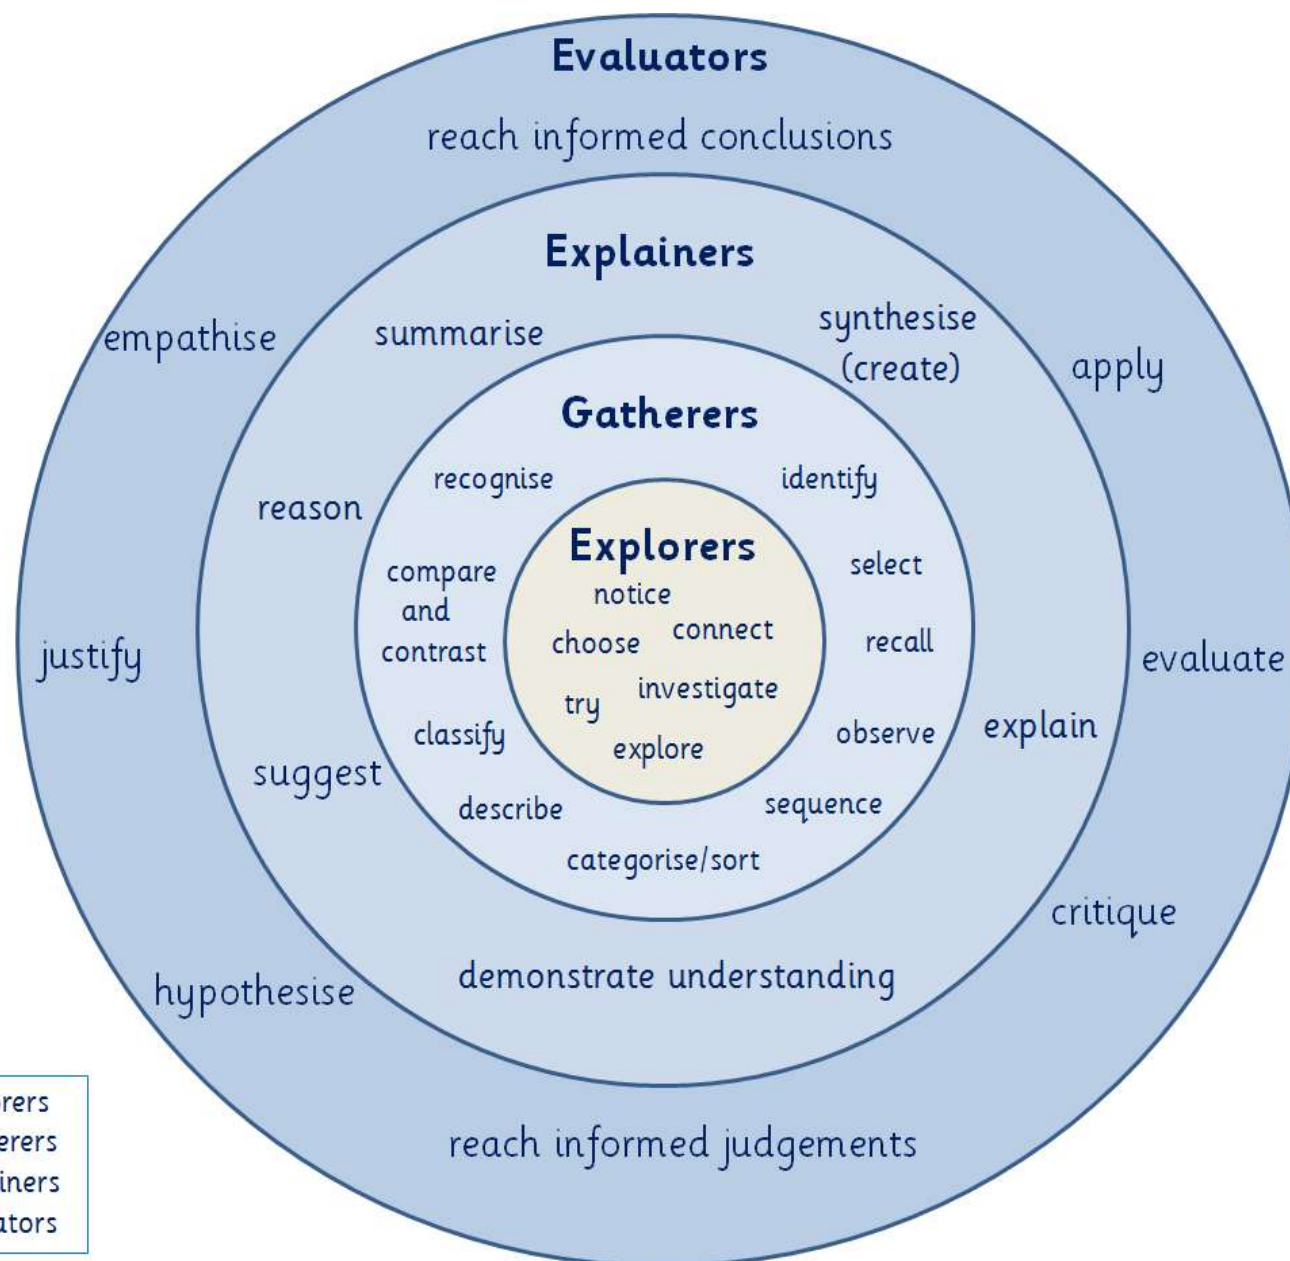 Evaluators
reach informed conclusions
Explainers
empathise
summarise
synthesise
(create)
apply
Gatherers
recognise
identify
reason
Explorers
compare
and
contrast
select
notice
choose
connect
recall
justify
evaluate
try
investigate
classify
explore
observe
explain
suggest
describe
sequence
categorise/sort
critique
hypothesise
demonstrate understanding
reach informed judgements
rers
erers
iners
ators